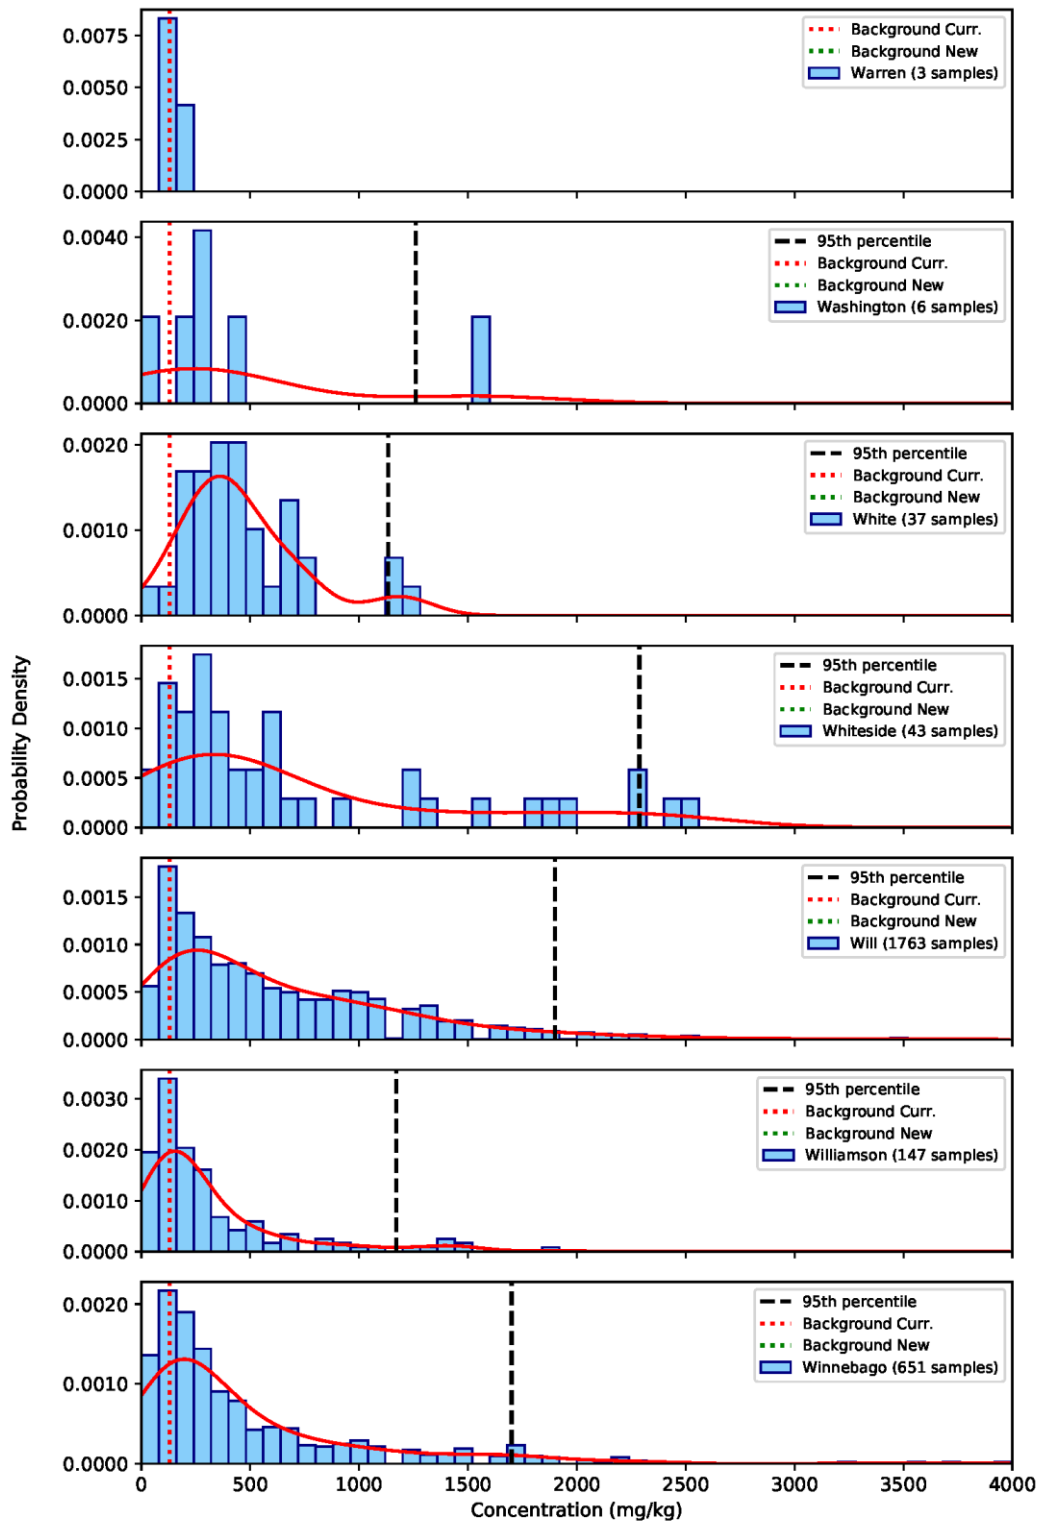 0.0075
0.0050
0.0025
0.0000
Background Curr.
Background New
Warren (3 samples)
0.0040
0.0020
0.0000
95th percentile
Background Curr.
Background New
Washington (6 samples)
0.0020
0.0010
0.0000
95th percentile
Background Curr.
Background New
White (37 samples)
Probability Density
0.0015
0.0010
0.0005
0.0000
95th percentile
Background Curr.
Background New
Whiteside (43 samples)
0.0015
0.0010
0.0005
0.0000
95th percentile
Background Curr.
Background New
Will (1763 samples)
0.0030
0.0020
0.0010
0.0000
95th percentile
Background Curr.
Background New
Williamson (147 samples)
0.0020
0.0010
0.0000
95th percentile
Background Curr.
Background New
Winnebago (651 samples)
0 500 1000 1500 2000 2500 3000 3500 4000
Concentration (mg/kg)